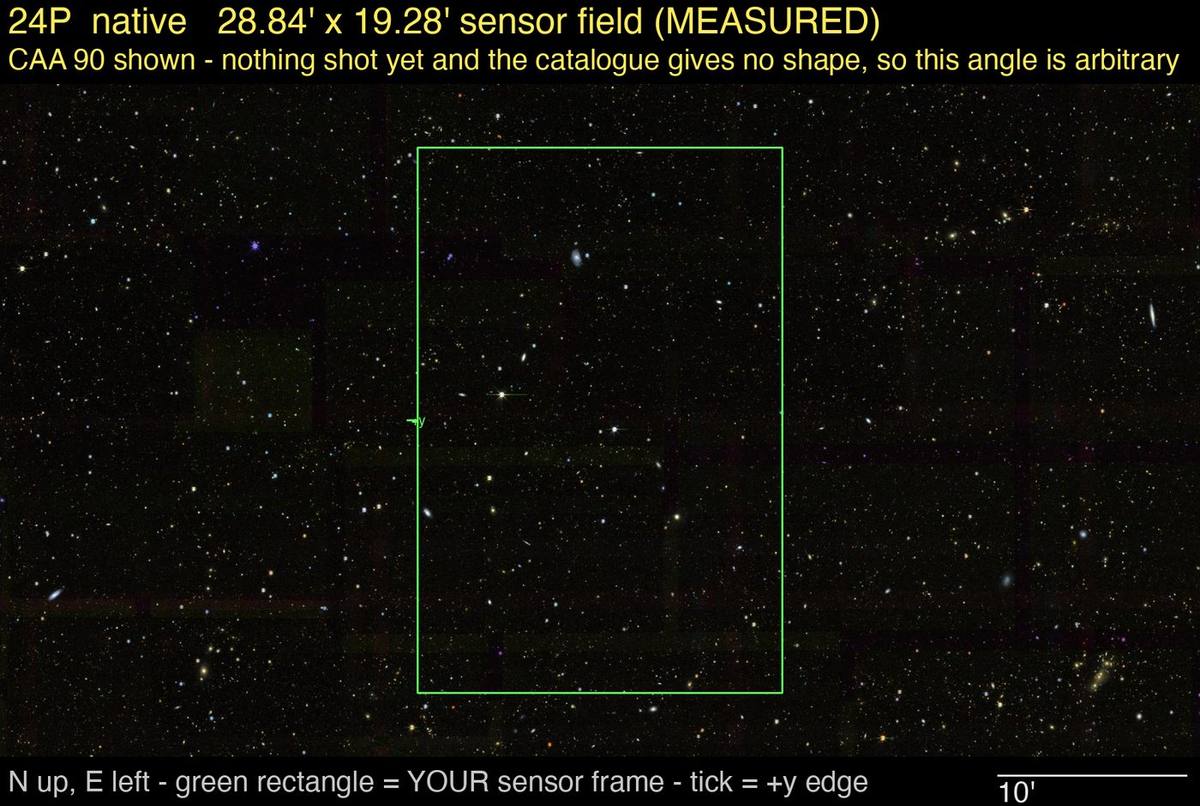 24P native 28.84' x 19.28' sensor field (MEASURED)
CAA 90 shown - nothing shot yet and the catalogue gives no shape, so this angle is arbitrary
+y
N up, E left - green rectangle = YOUR sensor frame - tick = +y edge
10'